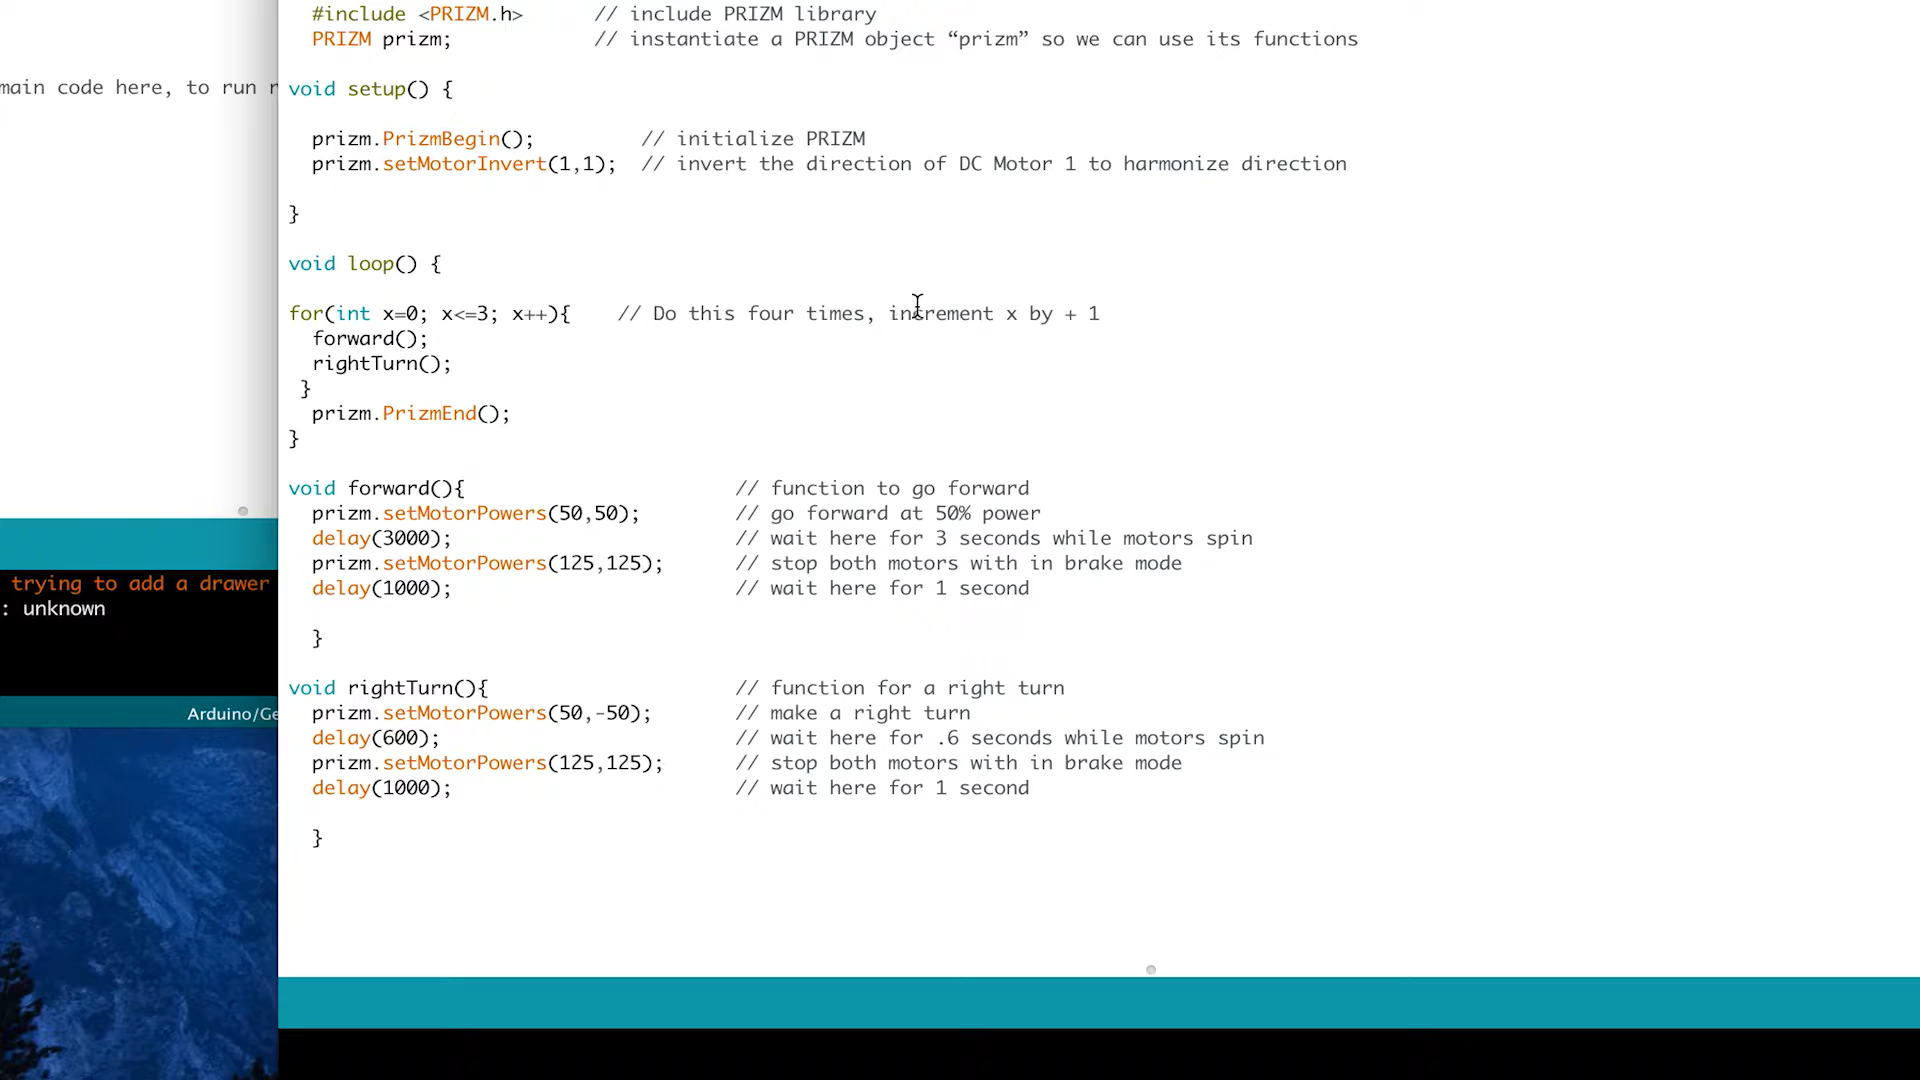 #include <PRIZM.h>      // include PRIZM library
PRIZM prizm;            // instantiate a PRIZM object “prizm” so we can use its functions
main code here, to run r
void setup() {
prizm.PrizmBegin();         // initialize PRIZM
prizm.setMotorInvert(1,1);  // invert the direction of DC Motor 1 to harmonize direction
}
void loop() {
for(int x=0; x<=3; x++){    // Do this four times, increment x by + 1
forward();
rightTurn();
}
prizm.PrizmEnd();
}
void forward(){                       // function to go forward
prizm.setMotorPowers(50,50);        // go forward at 50% power
delay(3000);                        // wait here for 3 seconds while motors spin
prizm.setMotorPowers(125,125);      // stop both motors with in brake mode
delay(1000);                        // wait here for 1 second
trying to add a drawer
: unknown
}
void rightTurn(){                     // function for a right turn
prizm.setMotorPowers(50,-50);       // make a right turn
Arduino/Ge
delay(600);                         // wait here for .6 seconds while motors spin
prizm.setMotorPowers(125,125);      // stop both motors with in brake mode
delay(1000);                        // wait here for 1 second
}